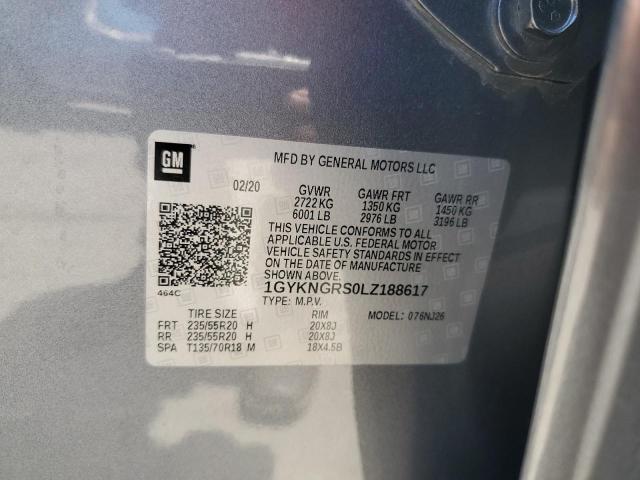 GM
MFD BY GENERAL MOTORS LLC
02/20 GVWR GAWR FRT GAWR RR
2722 KG 1350 KG 1450 KG
6001 LB 2976 LB 3196 LB
THIS VEHICLE CONFORMS TO ALL
APPLICABLE U.S. FEDERAL MOTOR
VEHICLE SAFETY STANDARDS IN EFFECT
ON THE DATE OF MANUFACTURE
SHOWN ABOVE.
464C
1GYKNGRS0LZ188617
TYPE: M.P.V. MODEL: 076NJ26
TIRE SIZE RIM
FRT 235/55R20 H 20X8J
RR 235/55R20 H 20X8J
SPA T135/70R18 M 18X4.5B